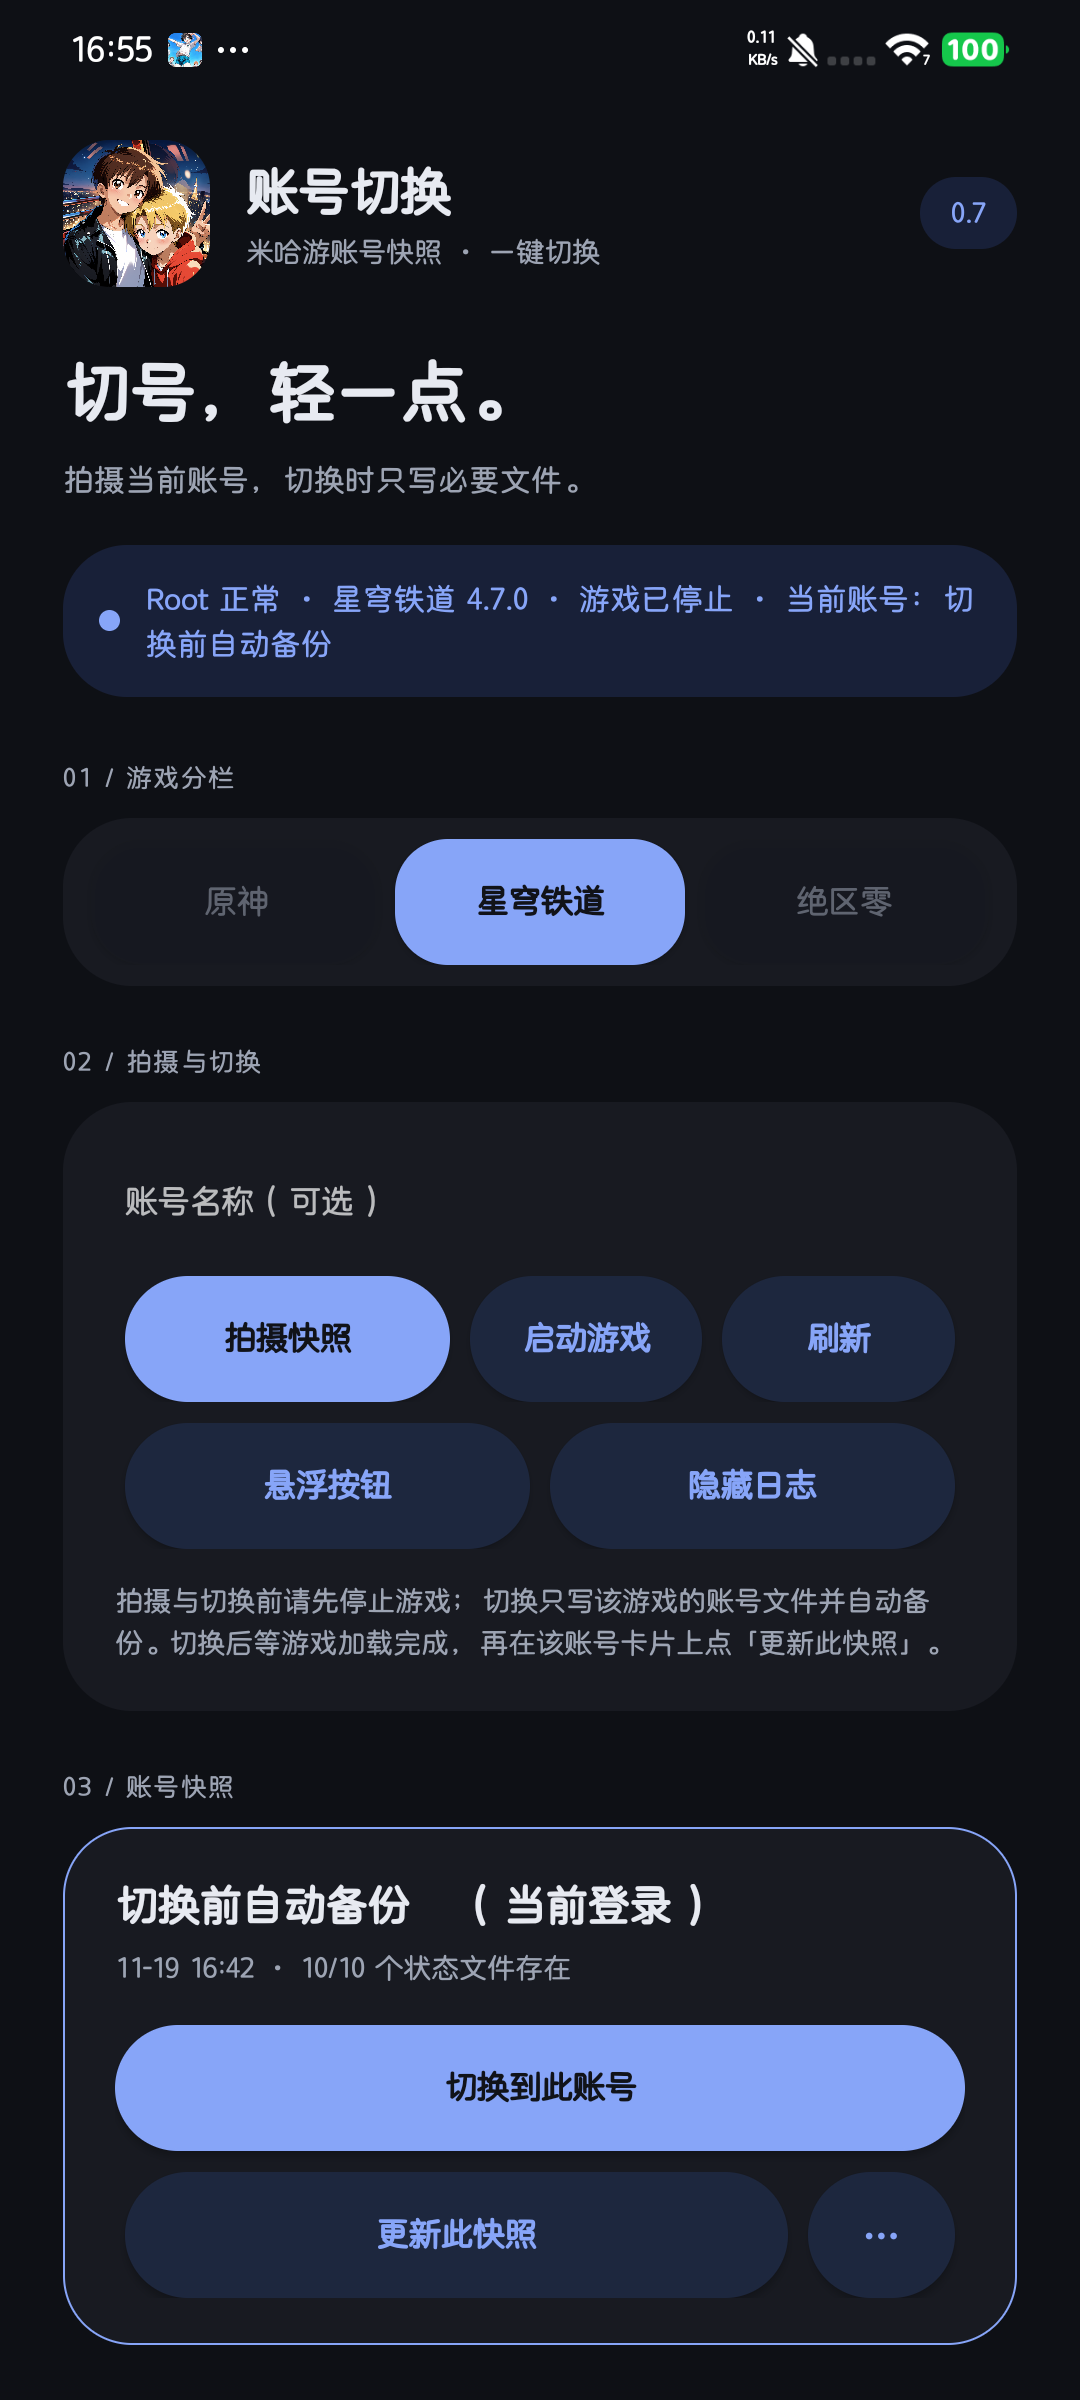 16:55
0.11
KB/s
7
100
账号切换
米哈游账号快照 · 一键切换
0.7
切号，轻一点。
拍摄当前账号，切换时只写必要文件。
Root 正常 · 星穹铁道 4.7.0 · 游戏已停止 · 当前账号：切
换前自动备份
01 / 游戏分栏
原神
星穹铁道
绝区零
02 / 拍摄与切换
账号名称（可选）
拍摄快照
启动游戏
刷新
悬浮按钮
隐藏日志
拍摄与切换前请先停止游戏；切换只写该游戏的账号文件并自动备
份。切换后等游戏加载完成，再在该账号卡片上点「更新此快照」。
03 / 账号快照
切换前自动备份 （当前登录）
11-19 16:42 · 10/10 个状态文件存在
切换到此账号
更新此快照